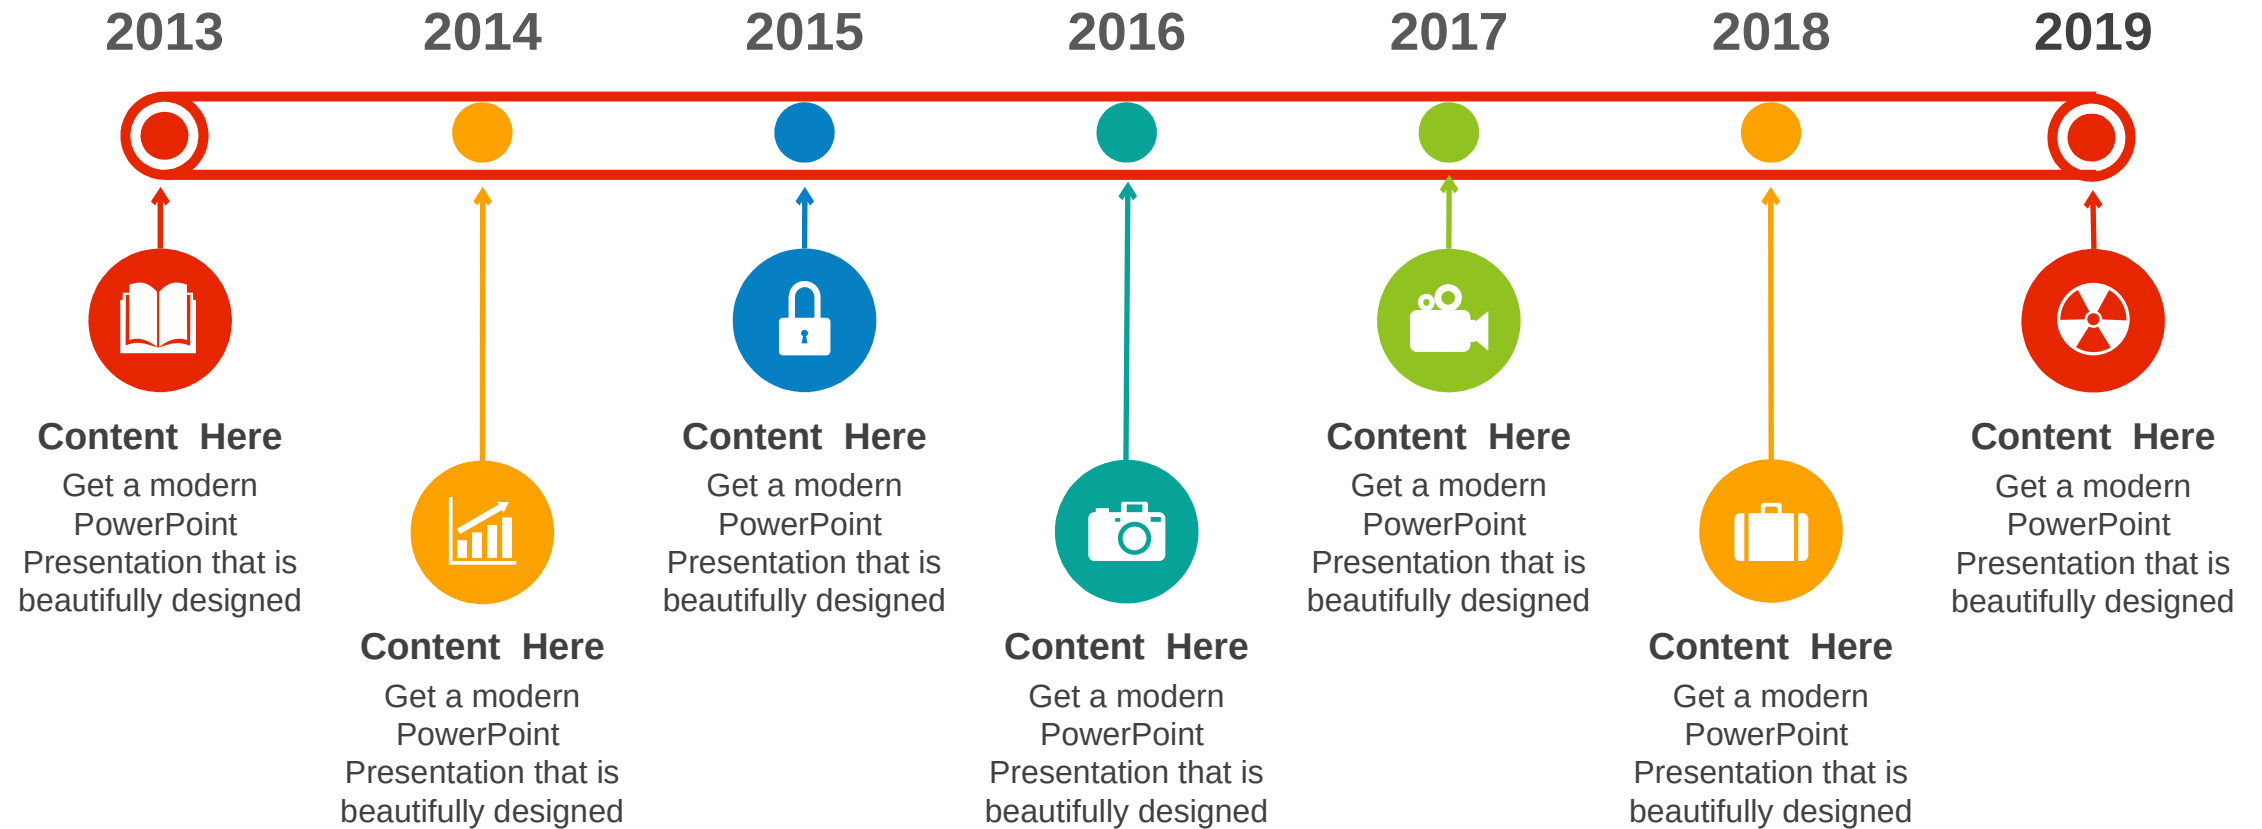 2013
2014
2015
2016
2017
2018
2019
Content Here
Get a modern
PowerPoint
Presentation that is
beautifully designed
Content Here
Get a modern
PowerPoint
Presentation that is
beautifully designed
Content Here
Get a modern
PowerPoint
Presentation that is
beautifully designed
Content Here
Get a modern
PowerPoint
Presentation that is
beautifully designed
Content Here
Get a modern
PowerPoint
Presentation that is
beautifully designed
Content Here
Get a modern
PowerPoint
Presentation that is
beautifully designed
Content Here
Get a modern
PowerPoint
Presentation that is
beautifully designed